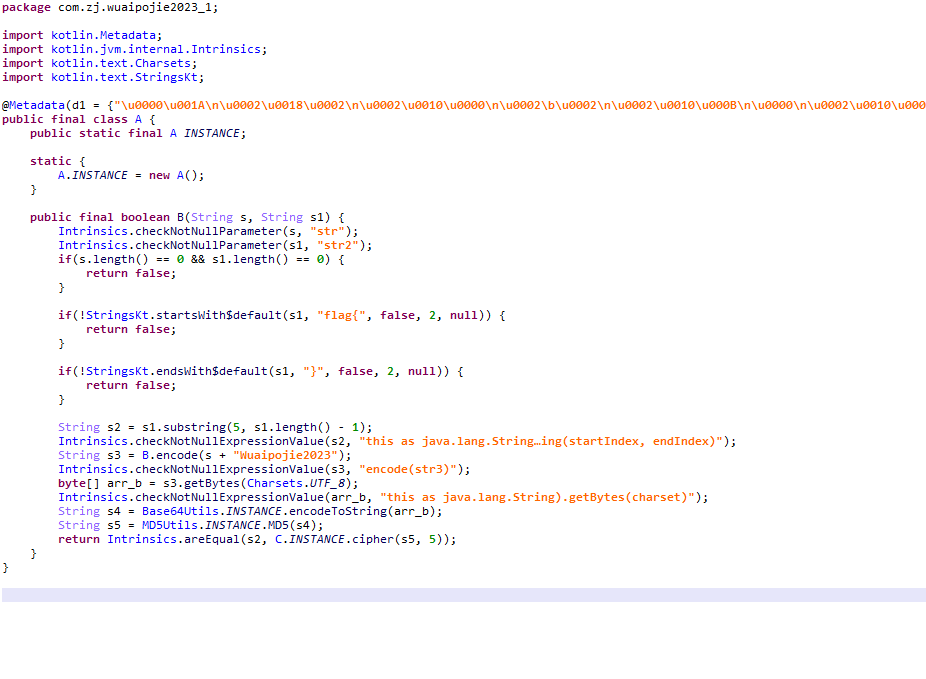 package com.zj.wuaipojie2023_1;
import kotlin.Metadata;
import kotlin.jvm.internal.Intrinsics;
import kotlin.text.Charsets;
import kotlin.text.StringsKt;
@Metadata(d1 = {"\u0000\u001A\n\u0002\u0018\u0002\n\u0002\u0010\u0000\n\u0002\b\u0002\n\u0002\u0010\u000B\n\u0000\n\u0002\u0010\u000
public final class A {
    public static final A INSTANCE;
    static {
        A.INSTANCE = new A();
    }
    public final boolean B(String s, String s1) {
        Intrinsics.checkNotNullParameter(s, "str");
        Intrinsics.checkNotNullParameter(s1, "str2");
        if(s.length() == 0 && s1.length() == 0) {
            return false;
        }
        if(!StringsKt.startsWith$default(s1, "flag{", false, 2, null)) {
            return false;
        }
        if(!StringsKt.endsWith$default(s1, "}", false, 2, null)) {
            return false;
        }
        String s2 = s1.substring(5, s1.length() - 1);
        Intrinsics.checkNotNullExpressionValue(s2, "this as java.lang.String…ing(startIndex, endIndex)");
        String s3 = B.encode(s + "Wuaipojie2023");
        Intrinsics.checkNotNullExpressionValue(s3, "encode(str3)");
        byte[] arr_b = s3.getBytes(Charsets.UTF_8);
        Intrinsics.checkNotNullExpressionValue(arr_b, "this as java.lang.String).getBytes(charset)");
        String s4 = Base64Utils.INSTANCE.encodeToString(arr_b);
        String s5 = MD5Utils.INSTANCE.MD5(s4);
        return Intrinsics.areEqual(s2, C.INSTANCE.cipher(s5, 5));
    }
}